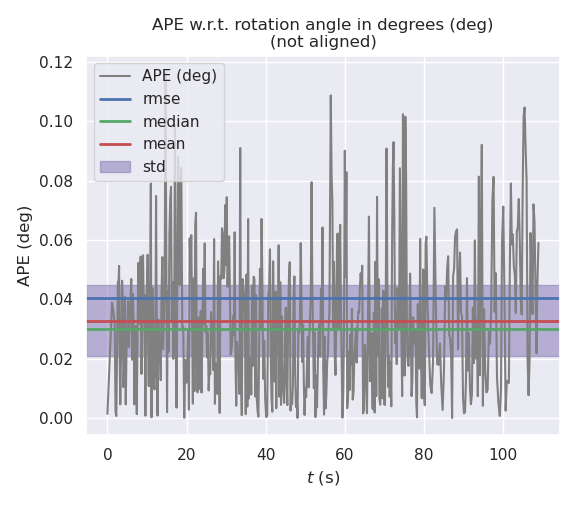 APE w.r.t. rotation angle in degrees (deg)
(not aligned)
APE (deg)
rmse
median
mean
std
APE (deg)
0.12
0.10
0.08
0.06
0.04
0.02
0.00
0 20 40 60 80 100
t (s)